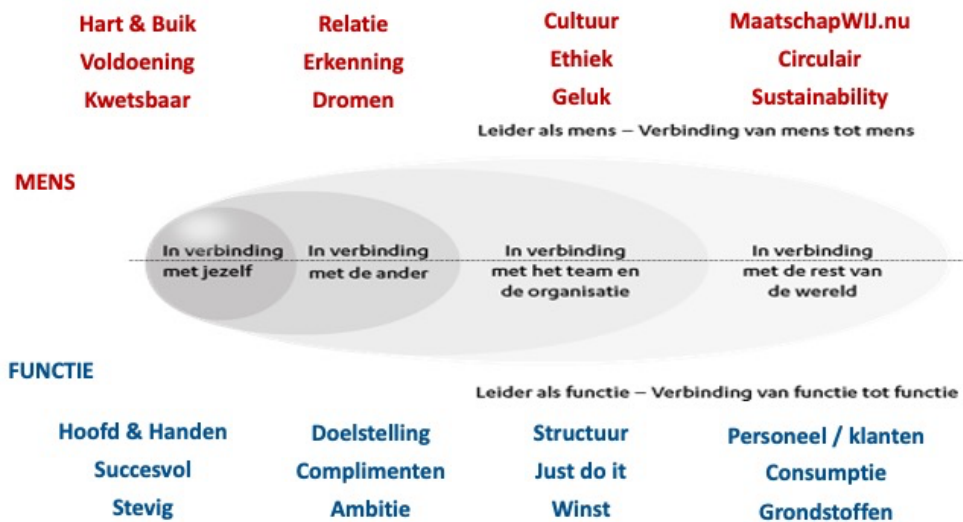 Hart & Buik Relatie Cultuur MaatschapWIJ.nu
Voldoening Erkenning Ethiek Circulair
Kwetsbaar Dromen Geluk Sustainability
Leider als mens – Verbinding van mens tot mens
MENS
In verbinding In verbinding In verbinding In verbinding
met jezelf met de ander met het team en met de rest van
de organisatie de wereld
FUNCTIE
Leider als functie – Verbinding van functie tot functie
Hoofd & Handen Doelstelling Structuur Personeel / klanten
Succesvol Complimenten Just do it Consumptie
Stevig Ambitie Winst Grondstoffen